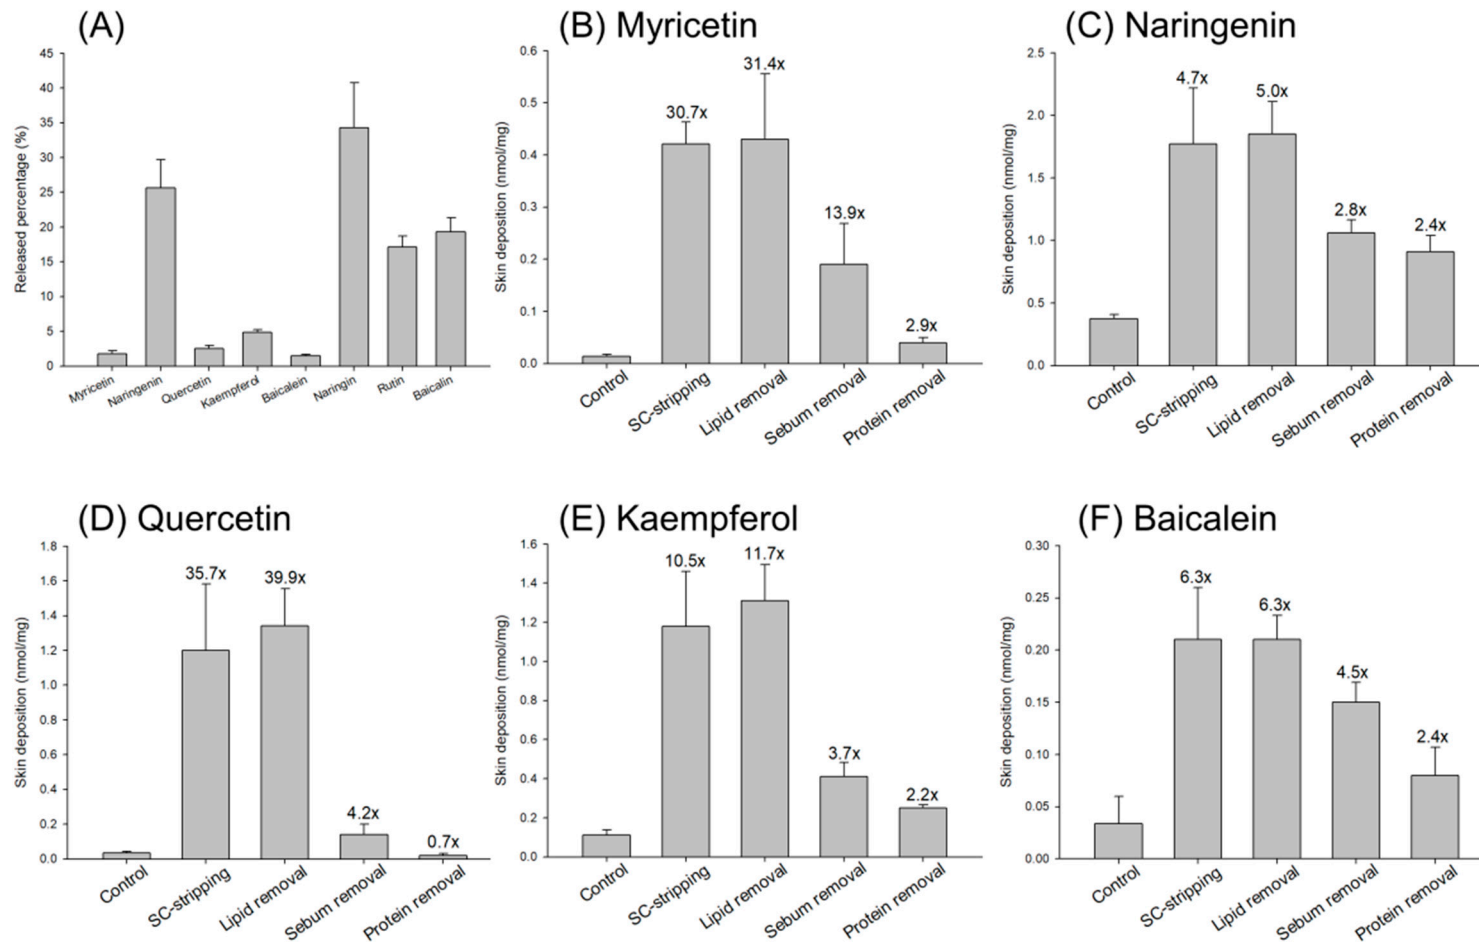 (A)
Released percentage (%)
45
40
35
30
25
20
15
10
5
0
Myricetin
Naringenin
Quercetin
Kaempferol
Baicalein
Naringin
Rutin
Baicalin
(B) Myricetin
Skin deposition (nmol/mg)
0.6
0.5
0.4
0.3
0.2
0.1
0.0
30.7x
31.4x
13.9x
2.9x
Control
SC-stripping
Lipid removal
Sebum removal
Protein removal
(C) Naringenin
Skin deposition (nmol/mg)
2.5
2.0
1.5
1.0
0.5
0.0
4.7x
5.0x
2.8x
2.4x
Control
SC-stripping
Lipid removal
Sebum removal
Protein removal
(D) Quercetin
Skin deposition (nmol/mg)
1.8
1.6
1.4
1.2
1.0
0.8
0.6
0.4
0.2
0.0
35.7x
39.9x
4.2x
0.7x
Control
SC-stripping
Lipid removal
Sebum removal
Protein removal
(E) Kaempferol
Skin deposition (nmol/mg)
1.6
1.4
1.2
1.0
0.8
0.6
0.4
0.2
0.0
10.5x
11.7x
3.7x
2.2x
Control
SC-stripping
Lipid removal
Sebum removal
Protein removal
(F) Baicalein
Skin deposition (nmol/mg)
0.30
0.25
0.20
0.15
0.10
0.05
0.00
6.3x
6.3x
4.5x
2.4x
Control
SC-stripping
Lipid removal
Sebum removal
Protein removal